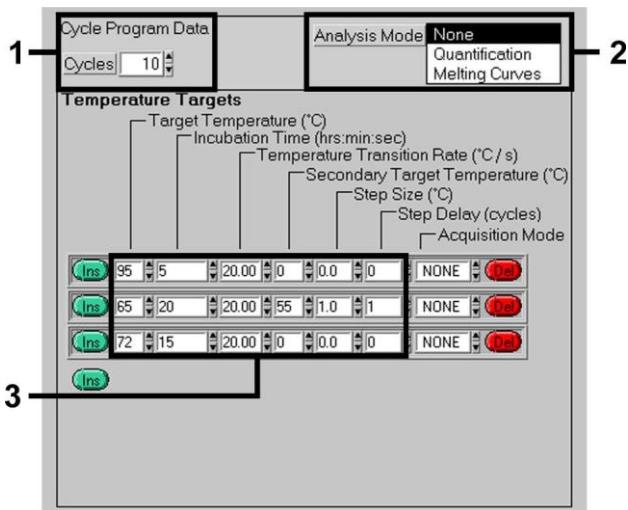 Cycle Program Data
Cycles 10
Analysis Mode None
Quantification
Melting Curves
1
2
Temperature Targets
Target Temperature (°C)
Incubation Time (hrs:min:sec)
Temperature Transition Rate (°C / s)
Secondary Target Temperature (°C)
Step Size (°C)
Step Delay (cycles)
Acquisition Mode
Ins 95 5 20.00 0 0.0 0 NONE Del
Ins 65 20 20.00 55 1.0 1 NONE Del
Ins 72 15 20.00 0 0.0 0 NONE Del
Ins
3